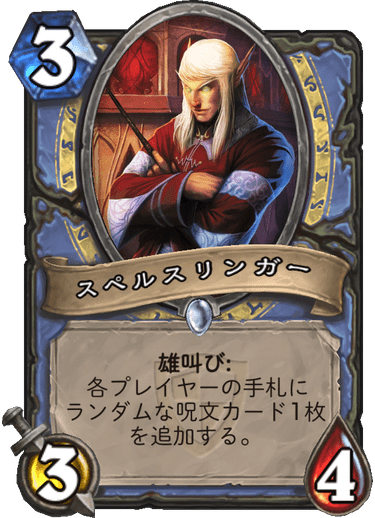 3
スペルスリンガー
雄叫び:
各プレイヤーの手札に
ランダムな呪文カード1枚
を追加する。
3
4